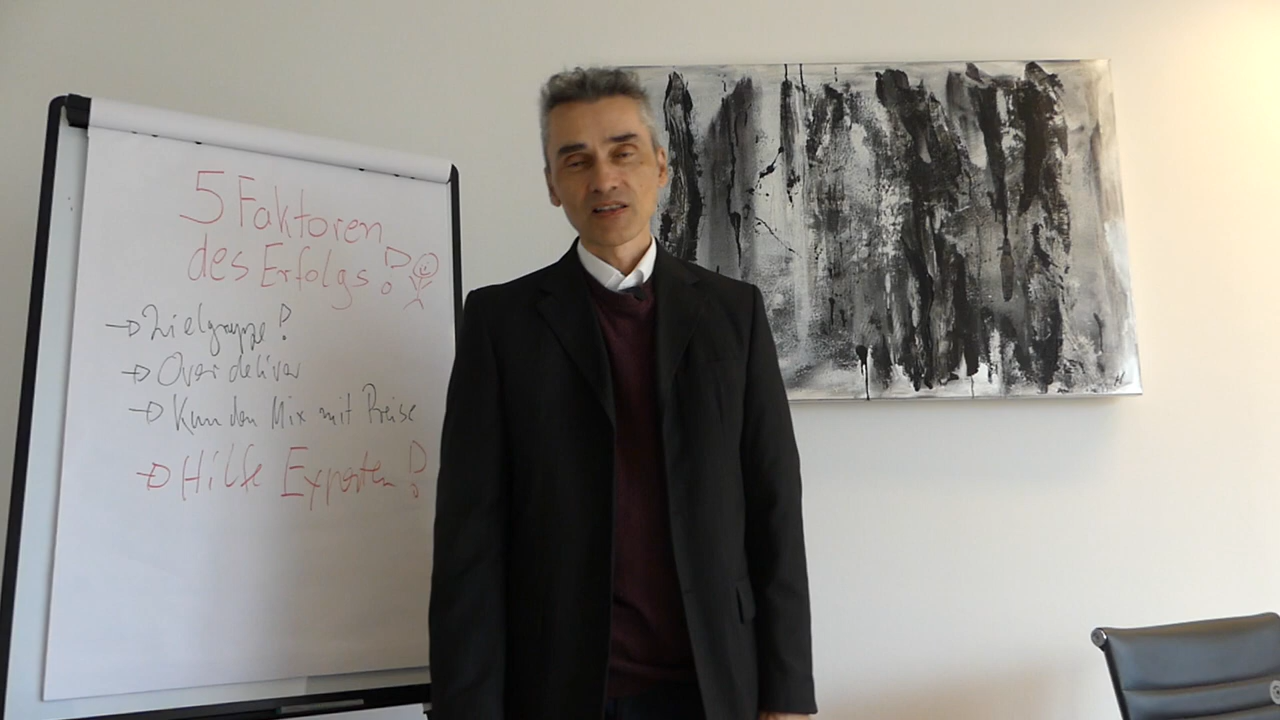 5 Faktoren
des Erfolgs!
→ Zielgruppe!
→ Over deliver
→ Kunden Mix mit Preise
→ Hilfe Experten!